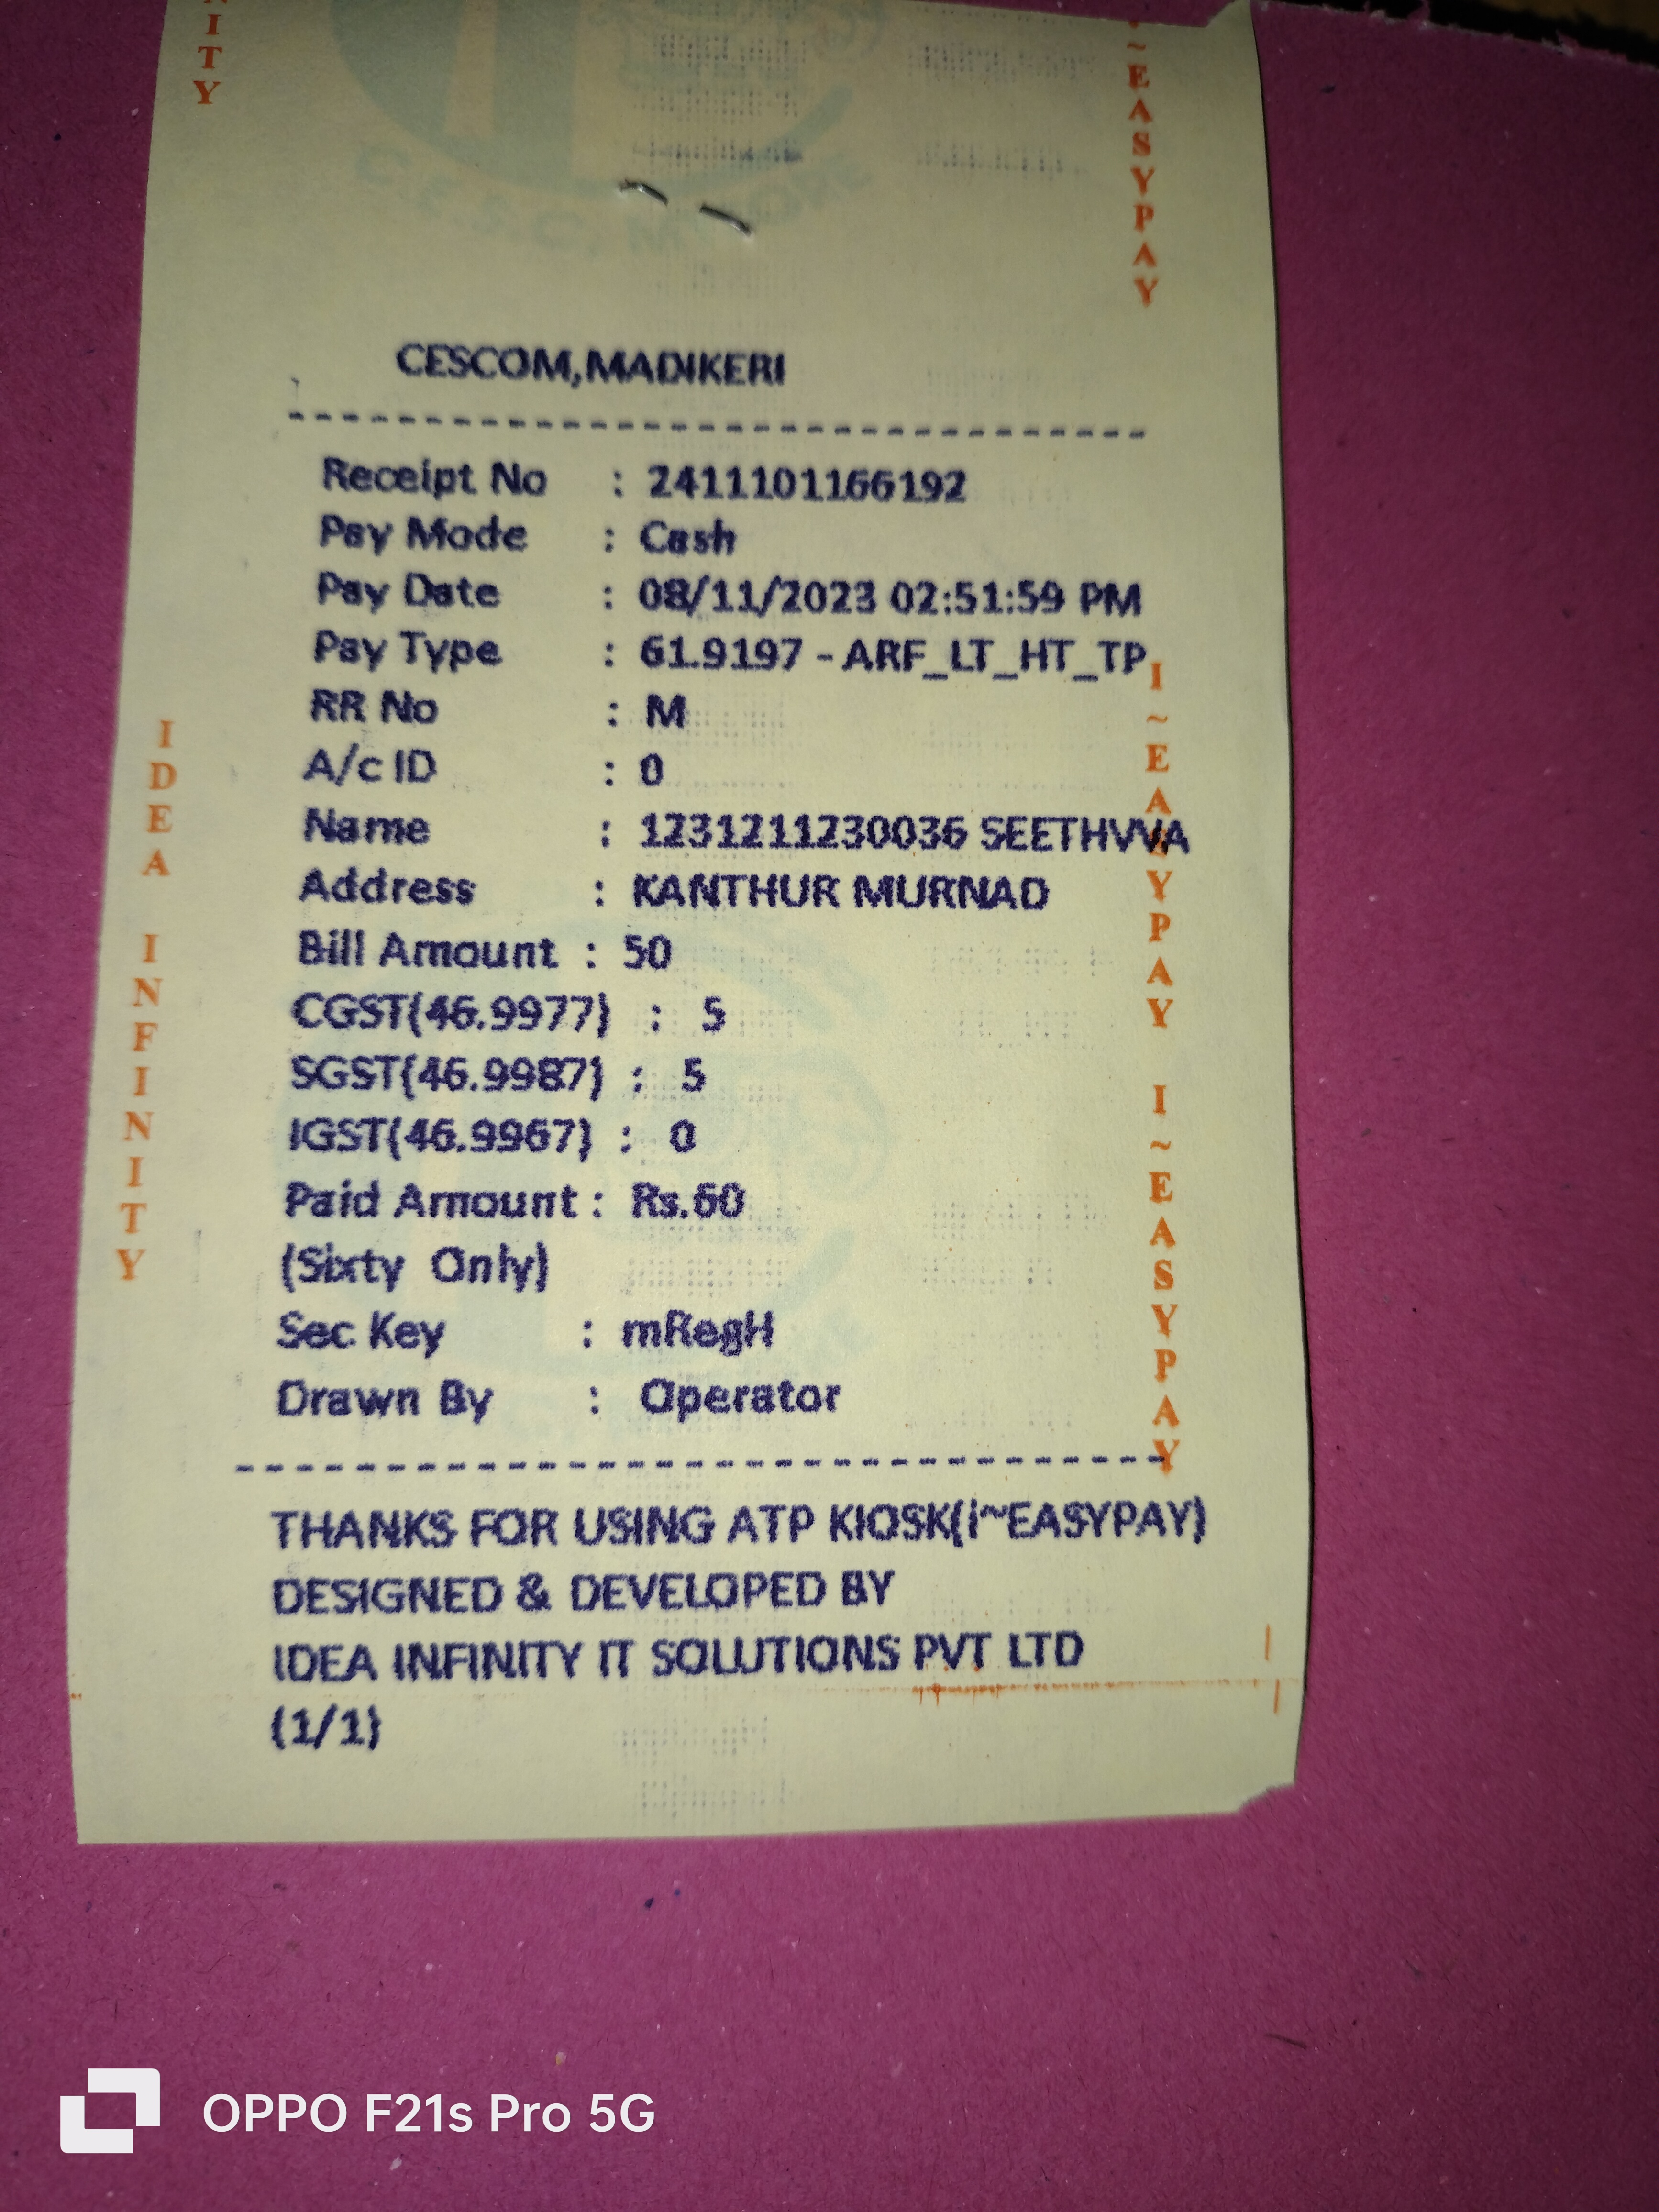 NITY
~EASYPAY
CESCOM,MADIKERI
--------------------------------
Receipt No : 2411101166192
Pay Mode : Cash
Pay Date : 08/11/2023 02:51:59 PM
Pay Type : 61.9197 - ARF_LT_HT_TP
RR No : M
A/c ID : 0
Name : 1231211230036 SEETHVVA
Address : KANTHUR MURNAD
Bill Amount : 50
CGST(46.9977) : 5
SGST(46.9987) : 5
IGST(46.9967) : 0
Paid Amount : Rs.60
(Sixty Only)
Sec Key : mRegH
Drawn By : Operator
--------------------------------
THANKS FOR USING ATP KIOSK(i~EASYPAY)
DESIGNED & DEVELOPED BY
IDEA INFINITY IT SOLUTIONS PVT LTD
(1/1)
IDEA INFINITY
I~EASYPAY I~EASYPAY
OPPO F21s Pro 5G